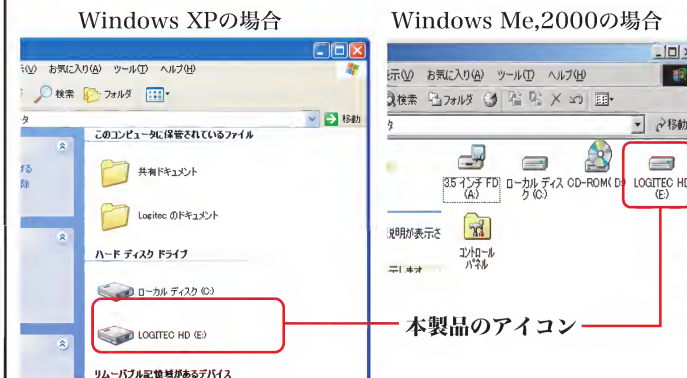 Windows XPの場合
お気に入り(A) ツール(T) ヘルプ(H)
検索 フォルダ
移動
このコンピュータに保管されているファイル
共有ドキュメント
Logitec のドキュメント
ハード ディスク ドライブ
ローカル ディスク (C:)
LOGITEC HD (E:)
リムーバブル記憶域があるデバイス
Windows Me,2000の場合
表示(V) お気に入り(A) ツール(T) ヘルプ(H)
検索 フォルダ
移動
3.5 インチ FD
(A:)
ローカル ディス
ク (C:)
CD-ROM( D:
LOGITEC HD
(E:)
説明が表示さ
コントロール
パネル
本製品のアイコン